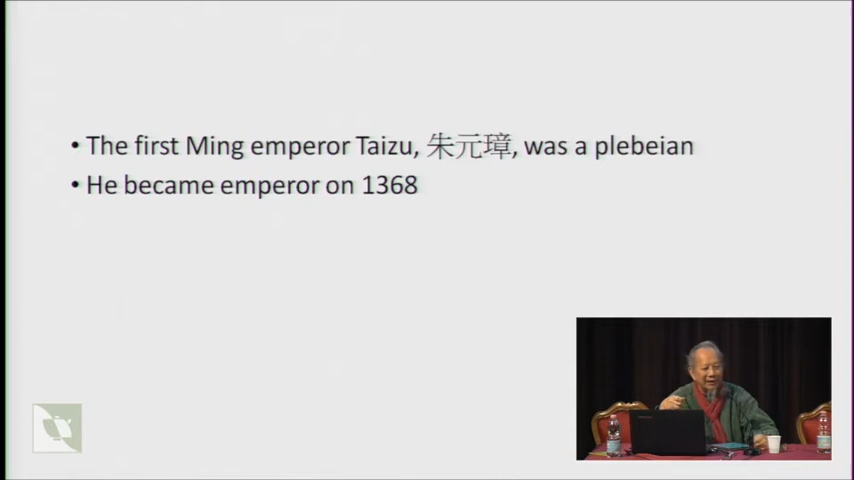 • The first Ming emperor Taizu, 朱元璋, was a plebeian
• He became emperor on 1368